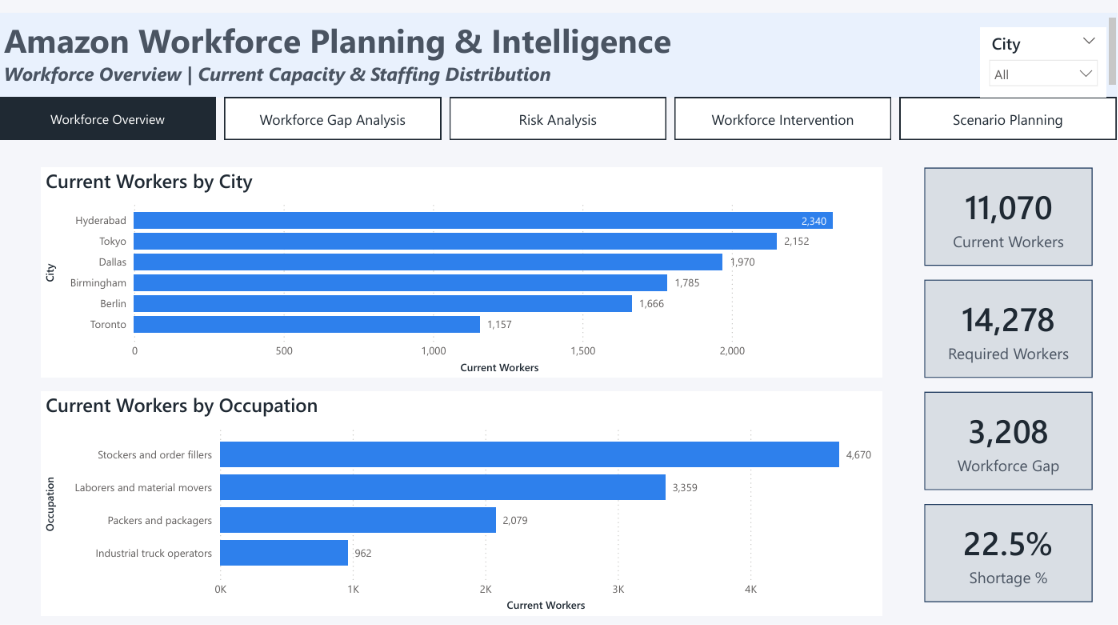 Amazon Workforce Planning & Intelligence
Workforce Overview | Current Capacity & Staffing Distribution
City
All
Workforce Overview
Workforce Gap Analysis
Risk Analysis
Workforce Intervention
Scenario Planning
Current Workers by City
City
Hyderabad 2,340
Tokyo 2,152
Dallas 1,970
Birmingham 1,785
Berlin 1,666
Toronto 1,157
0 500 1,000 1,500 2,000
Current Workers
Current Workers by Occupation
Occupation
Stockers and order fillers 4,670
Laborers and material movers 3,359
Packers and packagers 2,079
Industrial truck operators 962
0K 1K 2K 3K 4K
Current Workers
11,070
Current Workers
14,278
Required Workers
3,208
Workforce Gap
22.5%
Shortage %